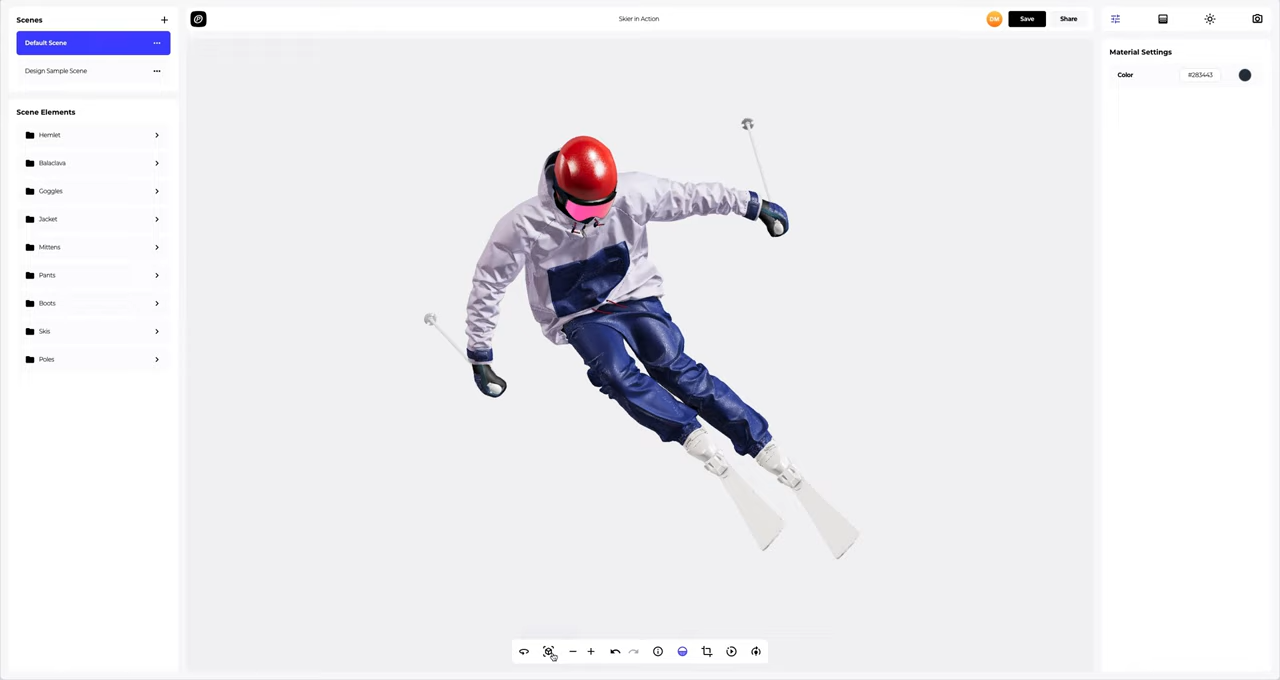 Scenes
Default Scene
Design Sample Scene
Scene Elements
Hemlet
Balaclava
Goggles
Jacket
Mittens
Pants
Boots
Skis
Poles
Skier in Action
DM
Save
Share
Material Settings
Color
#283443